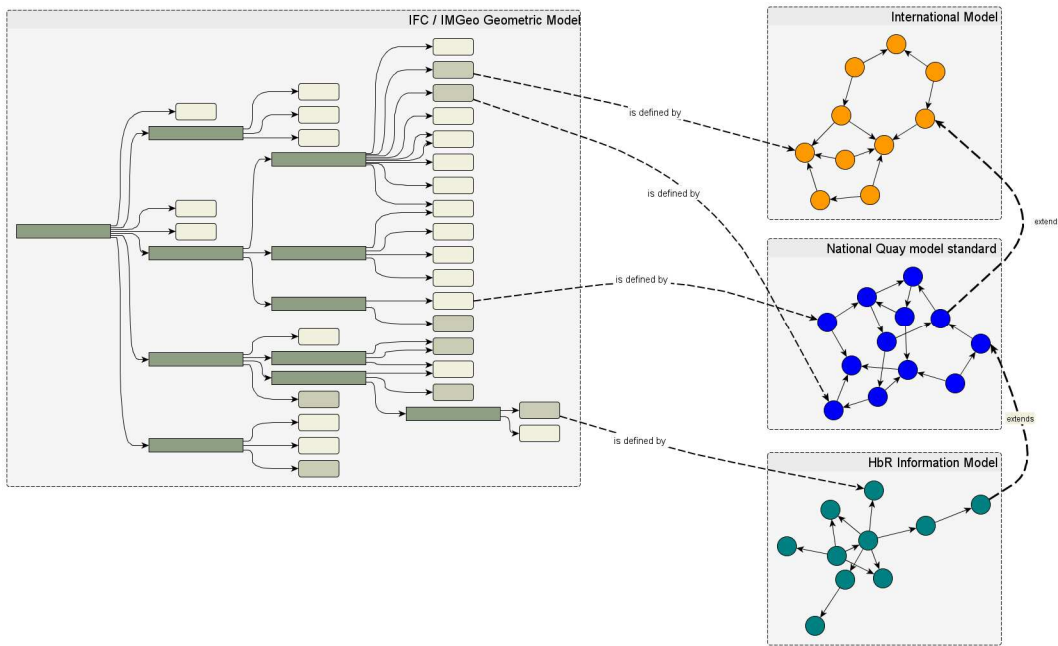 IFC / IMGeo Geometric Model
International Model
is defined by
is defined by
extend
National Quay model standard
is defined by
extends
is defined by
HbR Information Model